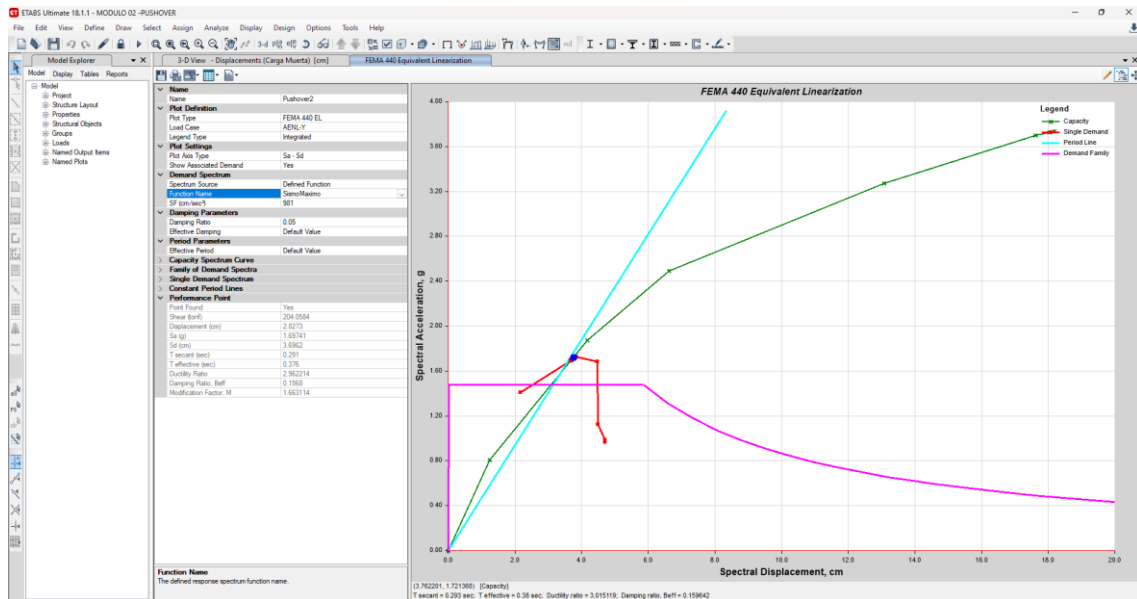 ETABS Ultimate 18.1.1 - MODULO 02 -PUSHOVER
File Edit View Define Draw Select Assign Analyze Display Design Options Tools Help
Model Explorer
3-D View - Displacements (Carga Muerta) [cm]
FEMA 440 Equivalent Linearization
Model Display Tables Reports
Model
Project
Structure Layout
Properties
Structural Objects
Groups
Loads
Named Output Items
Named Plots
Name
Name Pushover2
Plot Definition
Plot Type FEMA 440 EL
Load Case AENL-Y
Legend Type Integrated
Plot Settings
Plot Axis Type Sa - Sd
Show Associated Demand Yes
Demand Spectrum
Spectrum Source Defined Function
Function Name SismoMaximo
SF (cm/sec²) 981
Damping Parameters
Damping Ratio 0.05
Effective Damping Default Value
Period Parameters
Effective Period Default Value
Capacity Spectrum Curve
Family of Demand Spectra
Single Demand Spectrum
Constant Period Lines
Performance Point
Point Found Yes
Shear (tonf) 204.0584
Displacement (cm) 2.8273
Sa (g) 1.69741
Sd (cm) 3.6962
T secant (sec) 0.291
T effective (sec) 0.376
Ductility Ratio 2.962214
Damping Ratio, Beff 0.1568
Modification Factor, M 1.663114
Function Name
The defined response spectrum function name.
FEMA 440 Equivalent Linearization
Legend
Capacity
Single Demand
Period Line
Demand Family
Spectral Acceleration, g
4.00
3.60
3.20
2.80
2.40
2.00
1.60
1.20
0.80
0.40
0.00
0.0 2.0 4.0 6.0 8.0 10.0 12.0 14.0 16.0 18.0 20.0
Spectral Displacement, cm
(3.762201, 1.721368) [Capacity]
T secant = 0.293 sec; T effective = 0.38 sec; Ductility ratio = 3.015119; Damping ratio, Beff = 0.159642